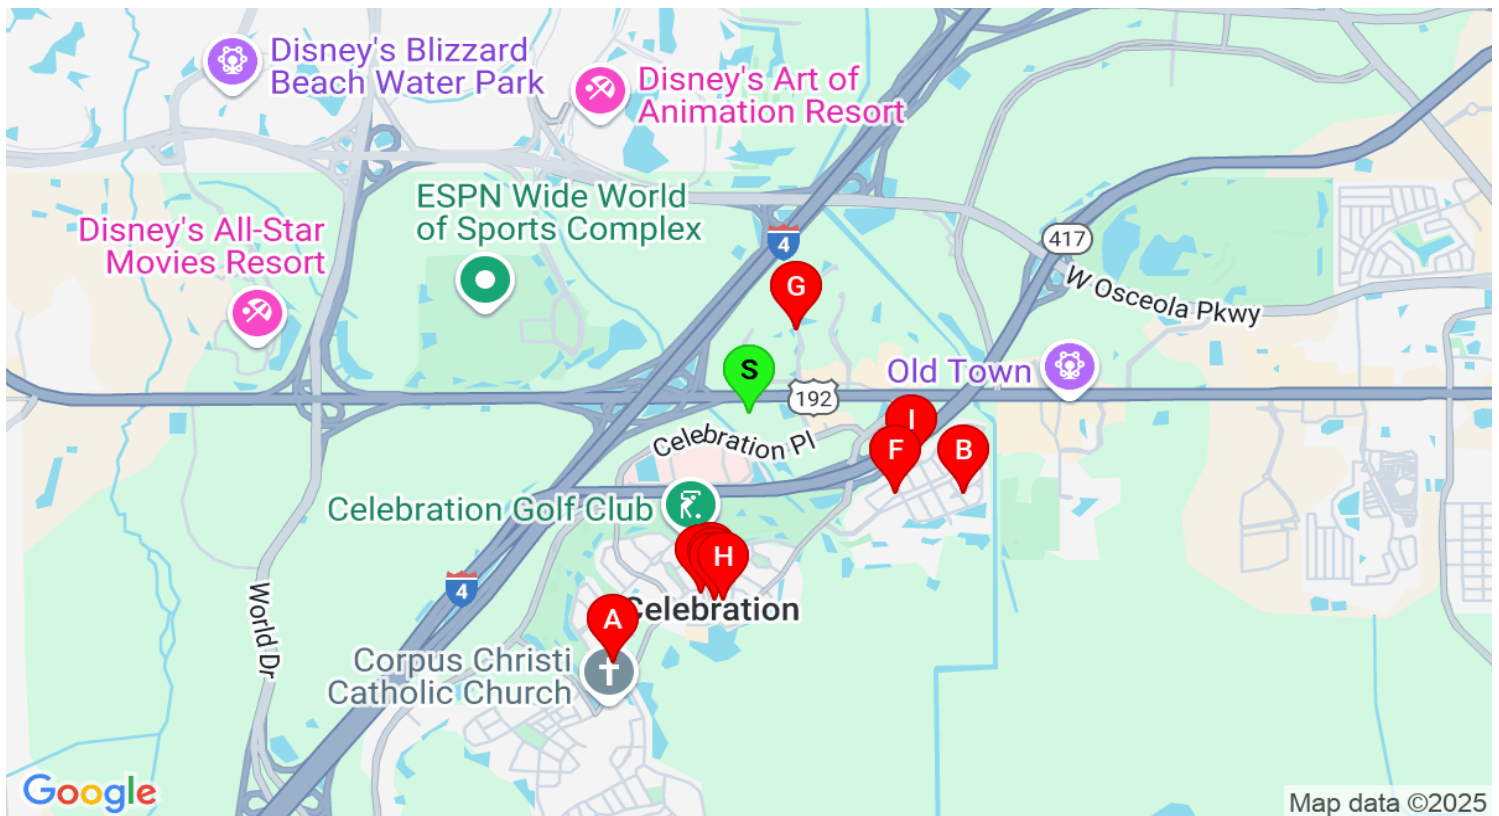 Disney's Blizzard
Beach Water Park
Disney's Art of
Animation Resort
ESPN Wide World
of Sports Complex
Disney's All-Star
Movies Resort
4
417
W Osceola Pkwy
G
S
192
Old Town
I
F
B
Celebration Pl
Celebration Golf Club
H
4
World Dr
A
Celebration
Corpus Christi
Catholic Church
Google
Map data ©2025